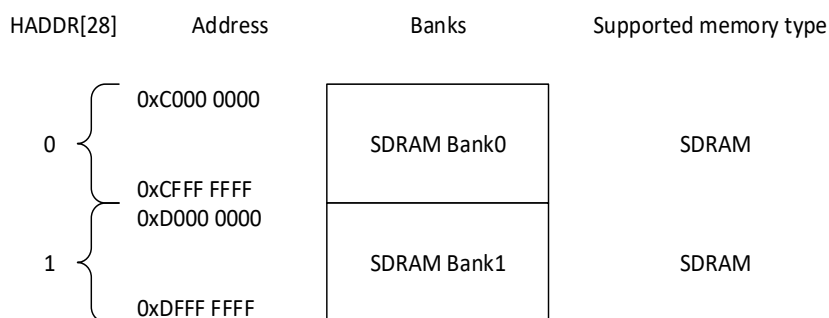 HADDR[28] Address Banks Supported memory type
0xC000 0000
0 SDRAM Bank0 SDRAM
0xCFFF FFFF
0xD000 0000
1 SDRAM Bank1 SDRAM
0xDFFF FFFF